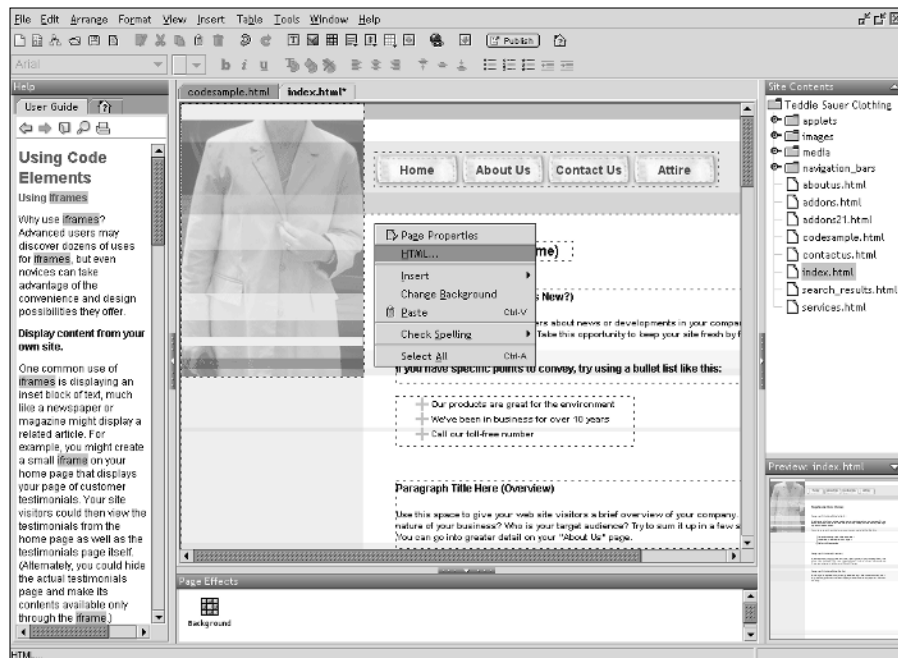 File Edit Arrange Format View Insert Table Tools Window Help
Publish
Arial
b i u
Help
User Guide
Using Code
Elements
Using iframes
Why use iframes?
Advanced users may
discover dozens of uses
for iframes, but even
novices can take
advantage of the
convenience and design
possibilities they offer.
Display content from your
own site.
One common use of
iframes is displaying an
inset block of text, much
like a newspaper or
magazine might display a
related article. For
example, you might create
a small iframe on your
home page that displays
your page of customer
testimonials. Your site
visitors could then view the
testimonials from the
home page as well as the
testimonials page itself.
(Alternately, you could hide
the actual testimonials
page and make its
contents available only
through the iframe.)
codesample.html index.html*
Home About Us Contact Us Attire
Page Properties
HTML...
Insert
Change Background
Paste Ctrl-V
Check Spelling
Select All Ctrl-A
me)
s New?)
ers about news or developments in your compa
Take this opportunity to keep your site fresh by f
If you have specific points to convey, try using a bullet list like this:
Our products are great for the environment
We've been in business for over 10 years
Call our toll-free number
Paragraph Title Here (Overview)
Use this space to give your web site visitors a brief overview of your company.
nature of your business? Who is your target audience? Try to sum it up in a few s
You can go into greater detail on your "About Us" page.
Page Effects
Background
Site Contents
Teddie Sauer Clothing
applets
images
media
navigation_bars
aboutus.html
addons.html
addons21.html
codesample.html
contactus.html
index.html
search_results.html
services.html
Preview: index.html
HTML...